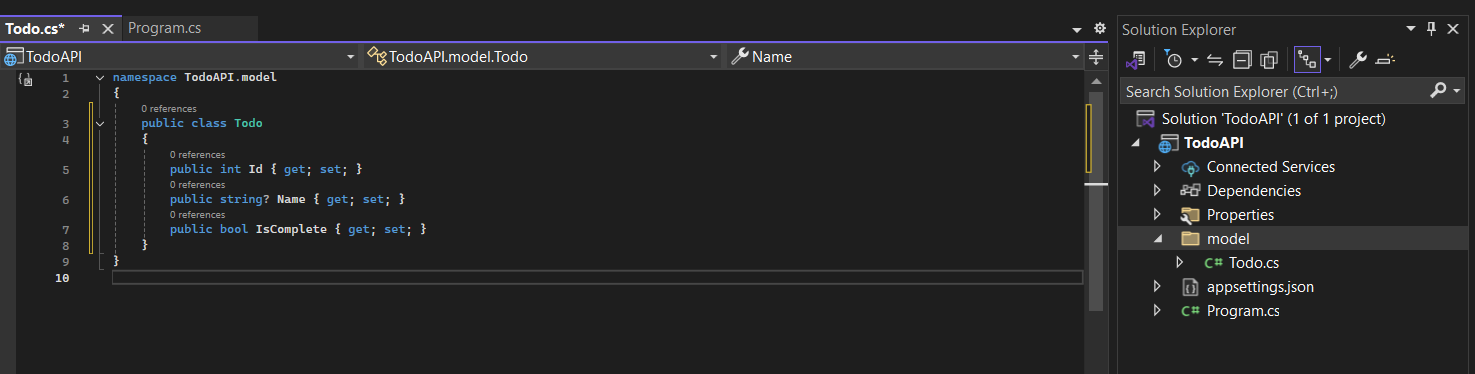 Todo.cs* Program.cs
TodoAPI TodoAPI.model.Todo Name
1 namespace TodoAPI.model
2 {
0 references
3 public class Todo
4 {
0 references
5 public int Id { get; set; }
0 references
6 public string? Name { get; set; }
0 references
7 public bool IsComplete { get; set; }
8 }
9 }
10
Solution Explorer
Search Solution Explorer (Ctrl+;)
Solution 'TodoAPI' (1 of 1 project)
TodoAPI
Connected Services
Dependencies
Properties
model
C# Todo.cs
appsettings.json
C# Program.cs